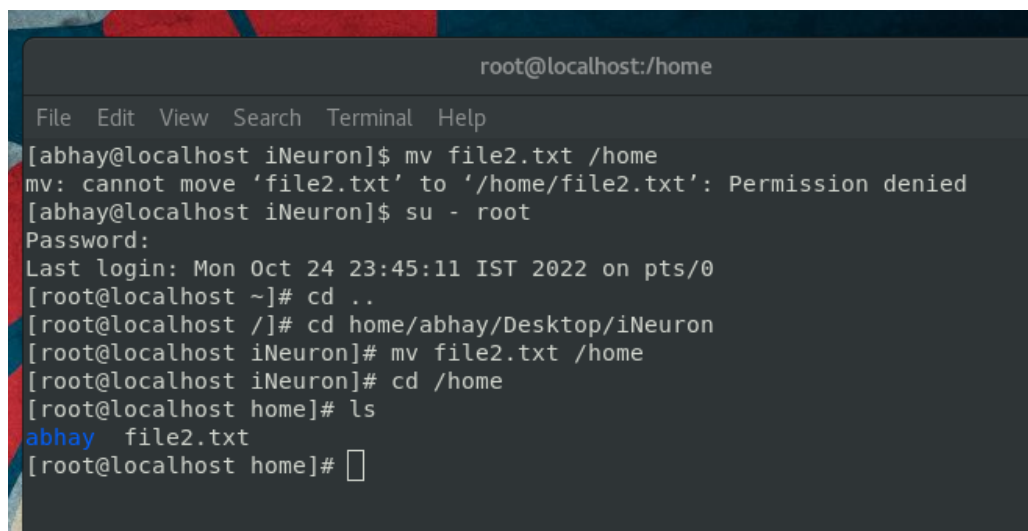 root@localhost:/home
File Edit View Search Terminal Help
[abhay@localhost iNeuron]$ mv file2.txt /home
mv: cannot move ‘file2.txt’ to ‘/home/file2.txt’: Permission denied
[abhay@localhost iNeuron]$ su - root
Password:
Last login: Mon Oct 24 23:45:11 IST 2022 on pts/0
[root@localhost ~]# cd ..
[root@localhost /]# cd home/abhay/Desktop/iNeuron
[root@localhost iNeuron]# mv file2.txt /home
[root@localhost iNeuron]# cd /home
[root@localhost home]# ls
abhay  file2.txt
[root@localhost home]#